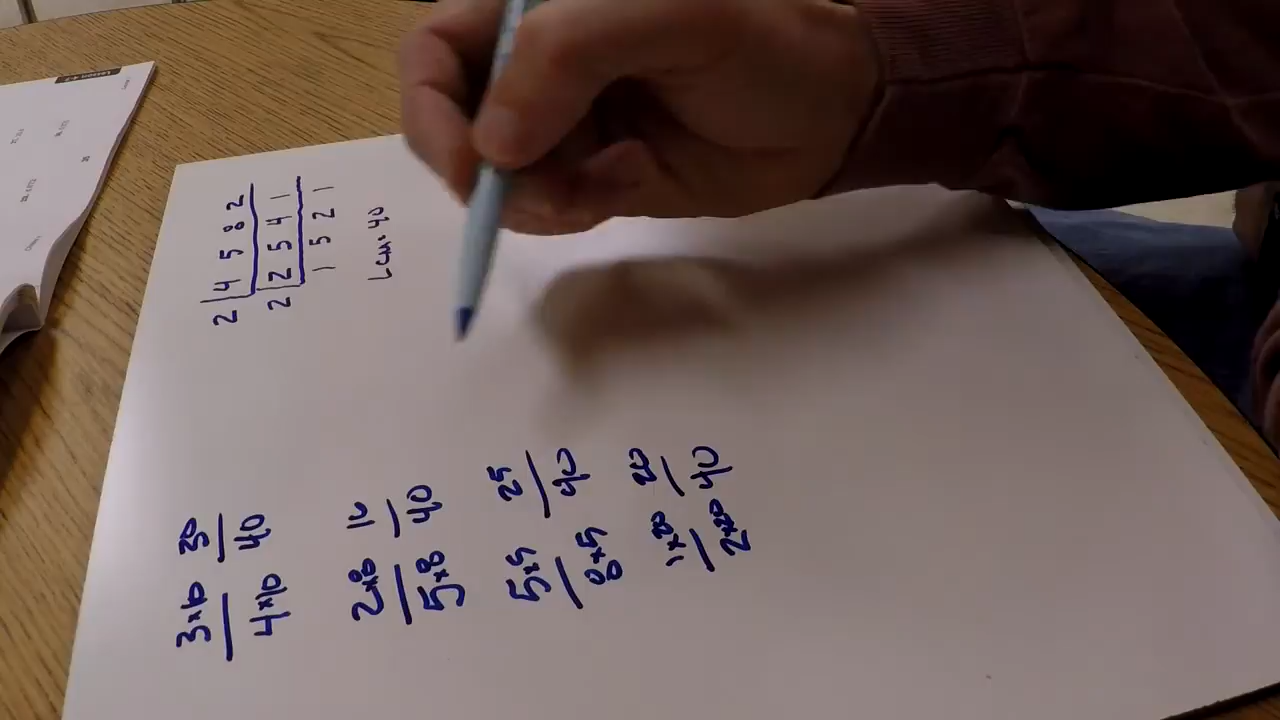 3×10 30
4×10 40
2×8 16
5×8 40
5×5 25
8×5 40
1×20 20
2×20 40
2 4 5 8 2
2 2 5 4 1
1 5 2 1
LCM=40